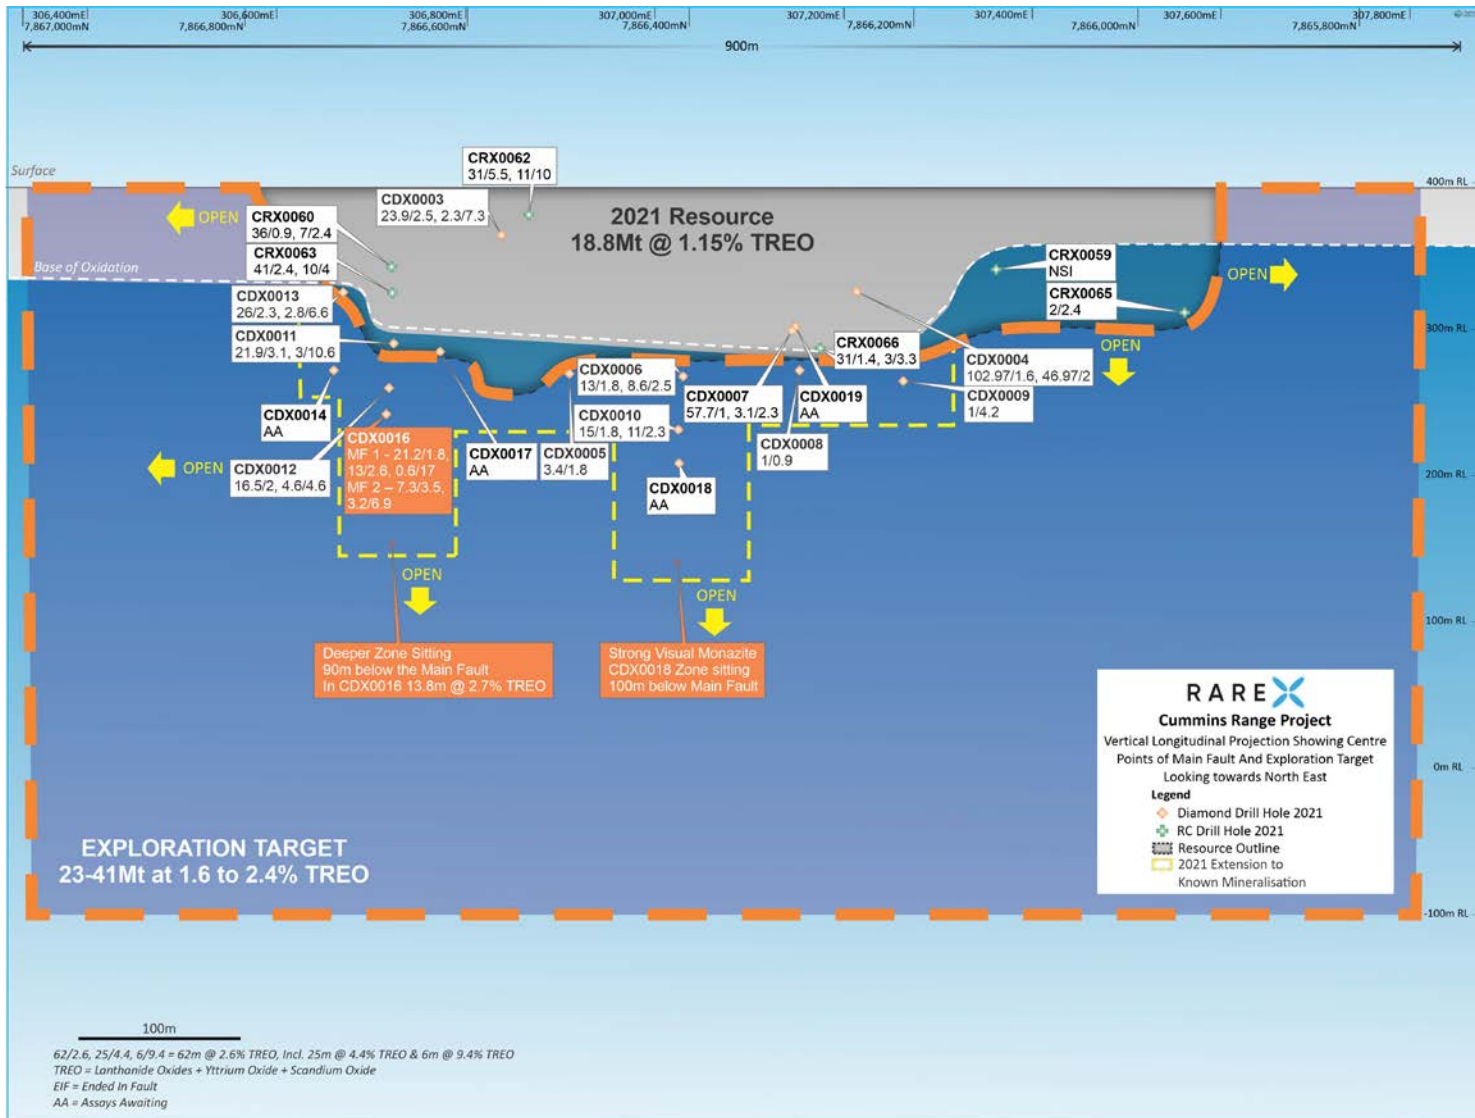 306,400mE 306,600mE 306,800mE 307,000mE 307,200mE 307,400mE 307,600mE 307,800mE
7,867,000mN 7,866,800mN 7,866,600mN 7,866,400mN 7,866,200mN 7,866,000mN 7,865,800mN
900m
Surface
400m RL
CRX0062
31/5.5, 11/10
CDX0003
23.9/2.5, 2.3/7.3
2021 Resource
18.8Mt @ 1.15% TREO
OPEN
CRX0060
36/0.9, 7/2.4
CRX0063
41/2.4, 10/4
Base of Oxidation
CRX0059
NSI
OPEN
CRX0065
2/2.4
CDX0013
26/2.3, 2.8/6.6
300m RL
CDX0011
21.9/3.1, 3/10.6
CRX0066
31/1.4, 3/3.3
OPEN
CDX0004
102.97/1.6, 46.97/2
CDX0006
13/1.8, 8.6/2.5
CDX0007
57.7/1, 3.1/2.3
CDX0019
AA
CDX0009
1/4.2
CDX0014
AA
CDX0010
15/1.8, 11/2.3
CDX0008
1/0.9
CDX0016
MF 1 - 21.2/1.8,
13/2.6, 0.6/17
MF 2 – 7.3/3.5,
3.2/6.9
CDX0017
AA
CDX0005
3.4/1.8
OPEN
CDX0012
16.5/2, 4.6/4.6
CDX0018
AA
200m RL
OPEN
OPEN
100m RL
Deeper Zone Sitting
90m below the Main Fault
In CDX0016 13.8m @ 2.7% TREO
Strong Visual Monazite
CDX0018 Zone sitting
100m below Main Fault
RAREX
Cummins Range Project
Vertical Longitudinal Projection Showing Centre
Points of Main Fault And Exploration Target
Looking towards North East
Legend
Diamond Drill Hole 2021
RC Drill Hole 2021
Resource Outline
2021 Extension to
Known Mineralisation
0m RL
EXPLORATION TARGET
23-41Mt at 1.6 to 2.4% TREO
-100m RL
100m
62/2.6, 25/4.4, 6/9.4 = 62m @ 2.6% TREO, Incl. 25m @ 4.4% TREO & 6m @ 9.4% TREO
TREO = Lanthanide Oxides + Yttrium Oxide + Scandium Oxide
EIF = Ended In Fault
AA = Assays Awaiting